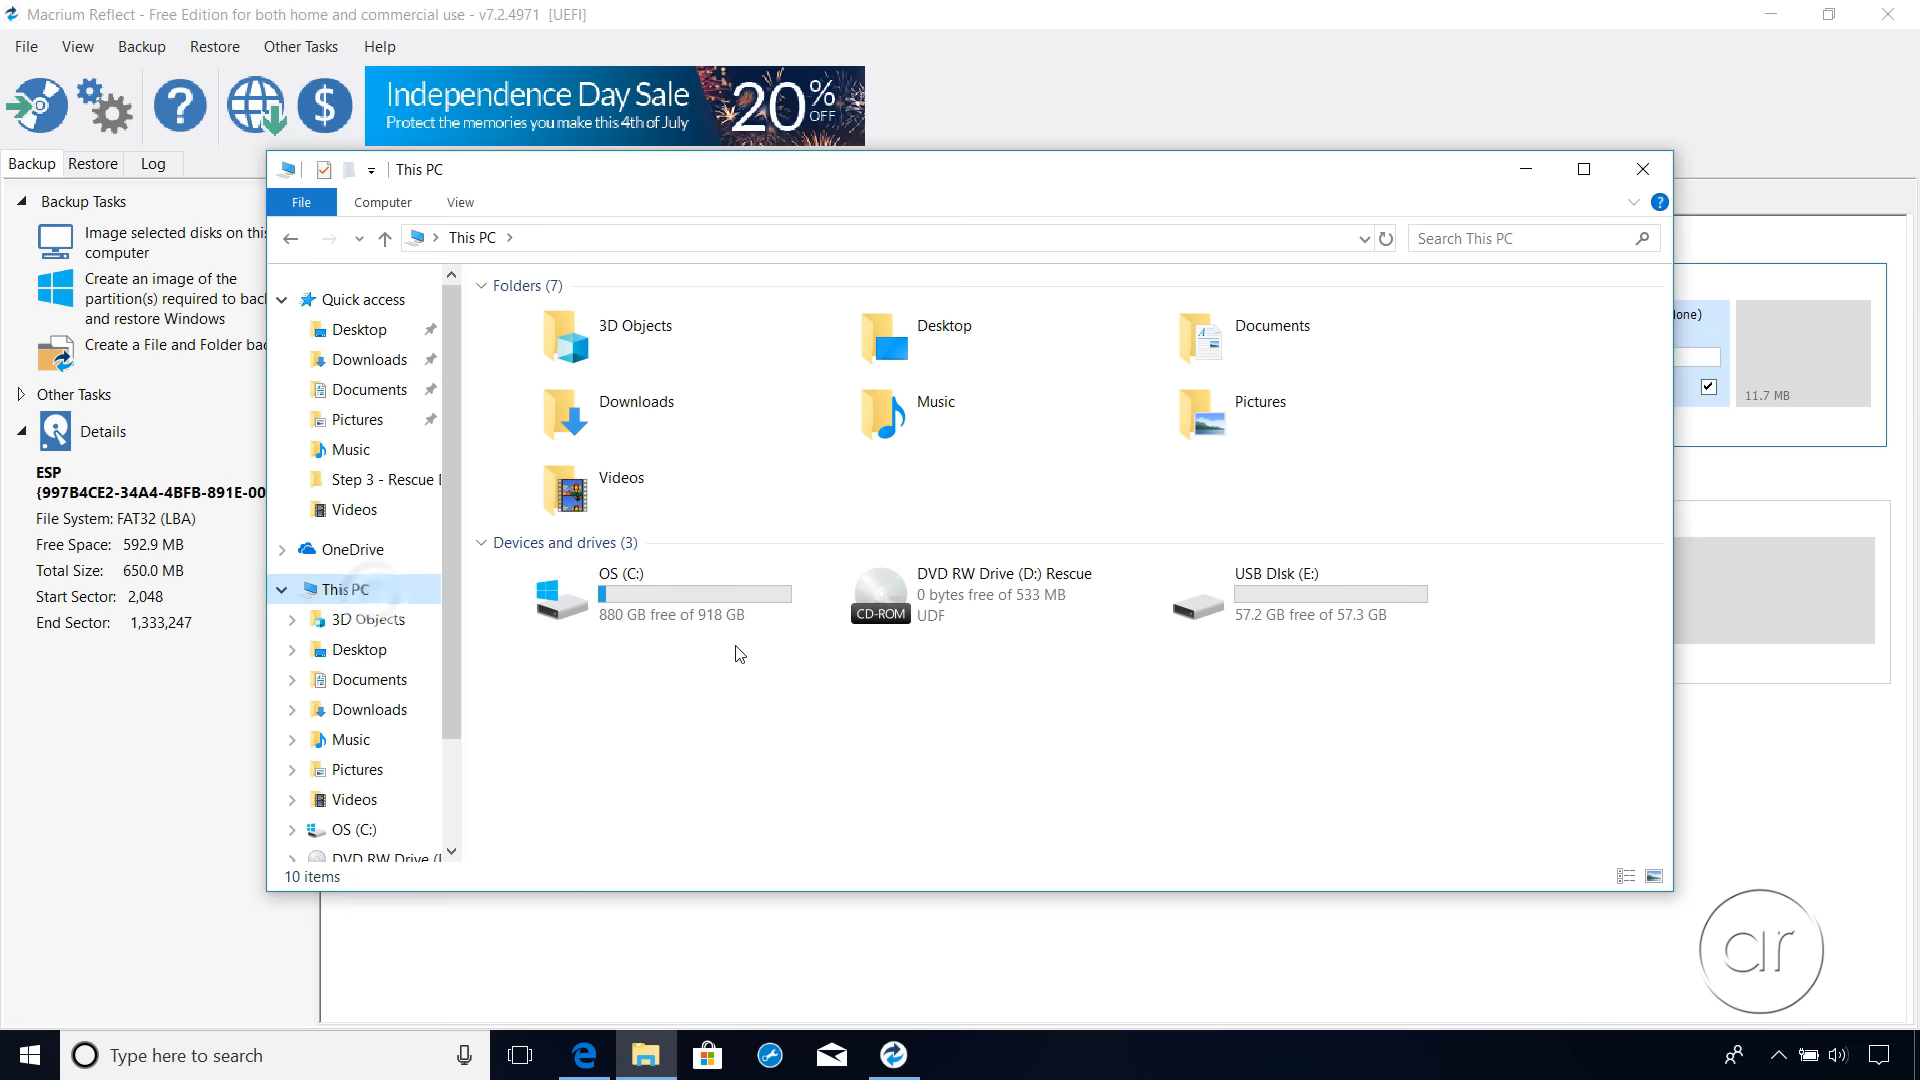 Macrium Reflect - Free Edition for both home and commercial use - v7.2.4971 [UEFI]
File View Backup Restore Other Tasks Help
Independence Day Sale
Protect the memories you make this 4th of July
20% OFF
Backup Restore Log
Backup Tasks
Image selected disks on this
computer
Create an image of the
partition(s) required to bac
and restore Windows
Create a File and Folder bac
Other Tasks
Details
ESP
{997B4CE2-34A4-4BFB-891E-00
File System: FAT32 (LBA)
Free Space: 592.9 MB
Total Size: 650.0 MB
Start Sector: 2,048
End Sector: 1,333,247
This PC
File Computer View
This PC
Search This PC
Quick access
Desktop
Downloads
Documents
Pictures
Music
Step 3 - Rescue
Videos
OneDrive
This PC
3D Objects
Desktop
Documents
Downloads
Music
Pictures
Videos
OS (C:)
DVD RW Drive (
10 items
Folders (7)
3D Objects
Desktop
Documents
Downloads
Music
Pictures
Videos
Devices and drives (3)
OS (C:)
880 GB free of 918 GB
CD-ROM
DVD RW Drive (D:) Rescue
0 bytes free of 533 MB
UDF
USB DIsk (E:)
57.2 GB free of 57.3 GB
lone)
11.7 MB
ar
Type here to search